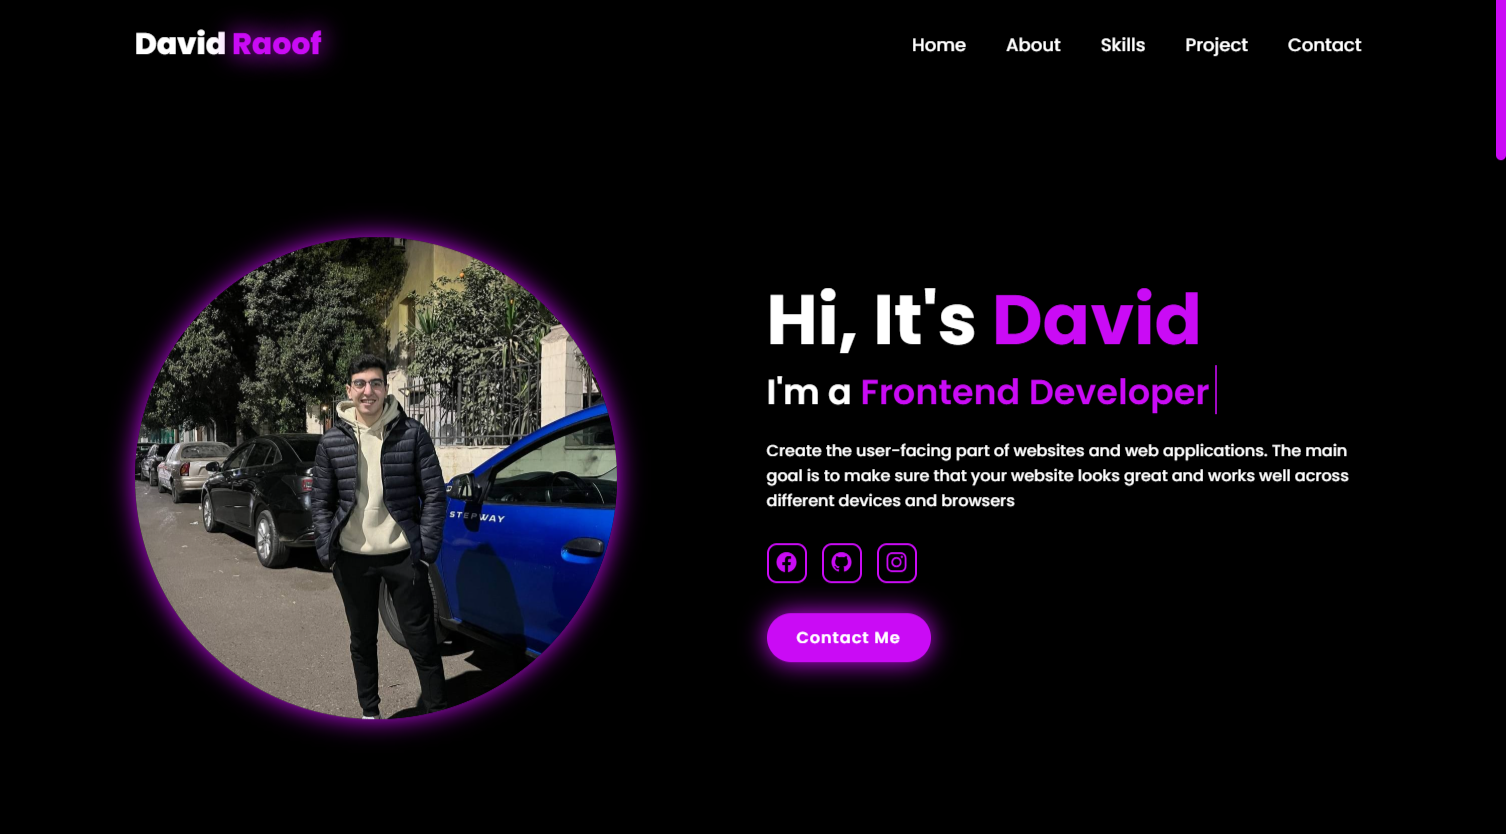 David Raoof
Home About Skills Project Contact
Hi, It's David
I'm a Frontend Developer
Create the user-facing part of websites and web applications. The main
goal is to make sure that your website looks great and works well across
different devices and browsers
STEPWAY
Contact Me